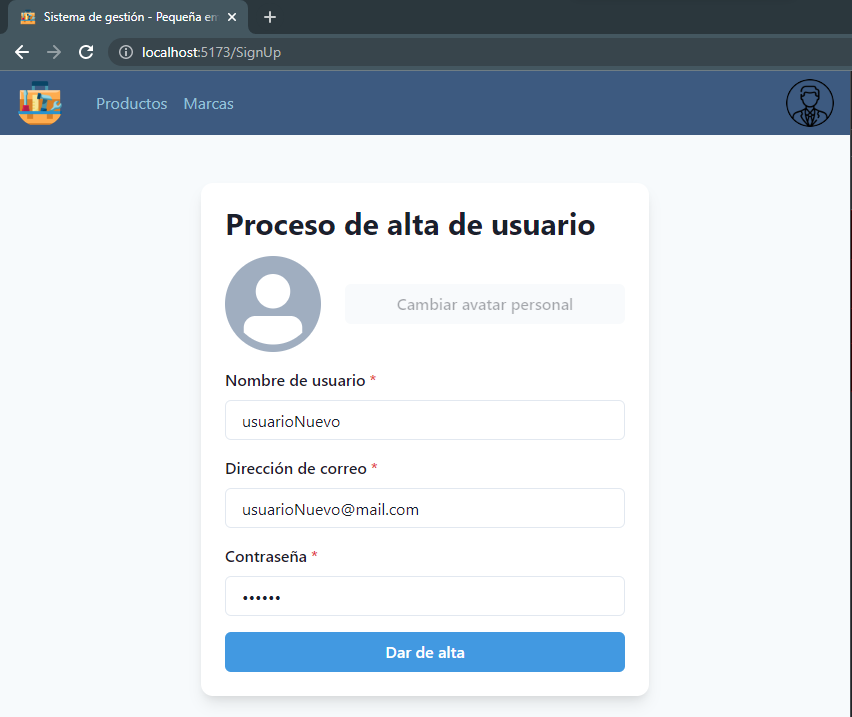 Sistema de gestión - Pequeña em
localhost:5173/SignUp
Productos Marcas
Proceso de alta de usuario
Cambiar avatar personal
Nombre de usuario *
usuarioNuevo
Dirección de correo *
usuarioNuevo@mail.com
Contraseña *
••••••
Dar de alta